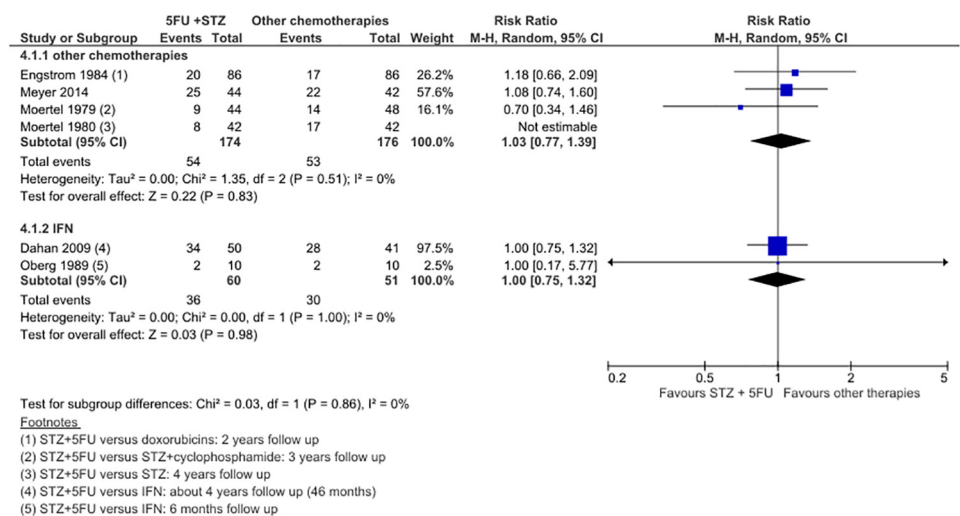 5FU +STZ Other chemotherapies Risk Ratio Risk Ratio
Study or Subgroup Events Total Events Total Weight M-H, Random, 95% CI M-H, Random, 95% CI
4.1.1 other chemotherapies
Engstrom 1984 (1) 20 86 17 86 26.2% 1.18 [0.66, 2.09]
Meyer 2014 25 44 22 42 57.6% 1.08 [0.74, 1.60]
Moertel 1979 (2) 9 44 14 48 16.1% 0.70 [0.34, 1.46]
Moertel 1980 (3) 8 42 17 42 Not estimable
Subtotal (95% CI) 174 176 100.0% 1.03 [0.77, 1.39]
Total events 54 53
Heterogeneity: Tau² = 0.00; Chi² = 1.35, df = 2 (P = 0.51); I² = 0%
Test for overall effect: Z = 0.22 (P = 0.83)
4.1.2 IFN
Dahan 2009 (4) 34 50 28 41 97.5% 1.00 [0.75, 1.32]
Oberg 1989 (5) 2 10 2 10 2.5% 1.00 [0.17, 5.77]
Subtotal (95% CI) 60 51 100.0% 1.00 [0.75, 1.32]
Total events 36 30
Heterogeneity: Tau² = 0.00; Chi² = 0.00, df = 1 (P = 1.00); I² = 0%
Test for overall effect: Z = 0.03 (P = 0.98)
0.2 0.5 1 2 5
Favours STZ + 5FU Favours other therapies
Test for subgroup differences: Chi² = 0.03, df = 1 (P = 0.86), I² = 0%
Footnotes
(1) STZ+5FU versus doxorubicins: 2 years follow up
(2) STZ+5FU versus STZ+cyclophosphamide: 3 years follow up
(3) STZ+5FU versus STZ: 4 years follow up
(4) STZ+5FU versus IFN: about 4 years follow up (46 months)
(5) STZ+5FU versus IFN: 6 months follow up